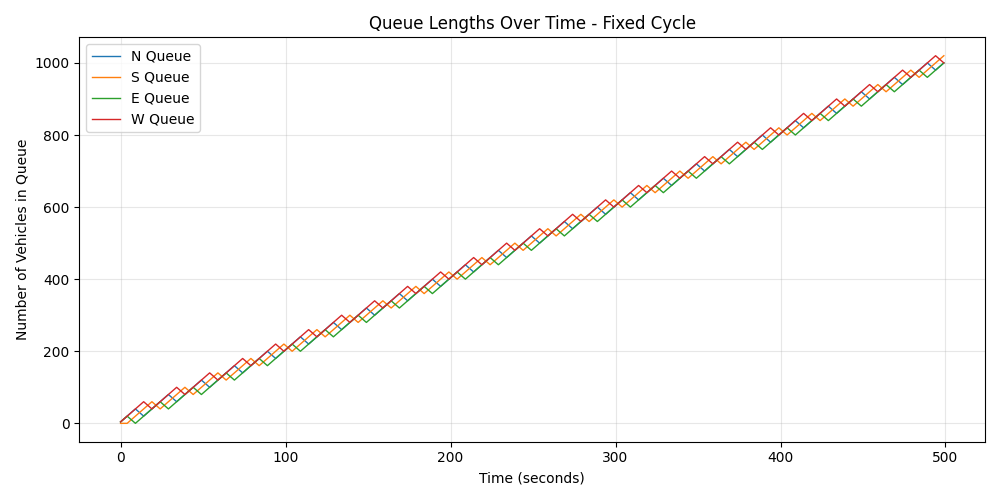 Queue Lengths Over Time - Fixed Cycle
N Queue
S Queue
E Queue
W Queue
Number of Vehicles in Queue
1000
800
600
400
200
0
0 100 200 300 400 500
Time (seconds)